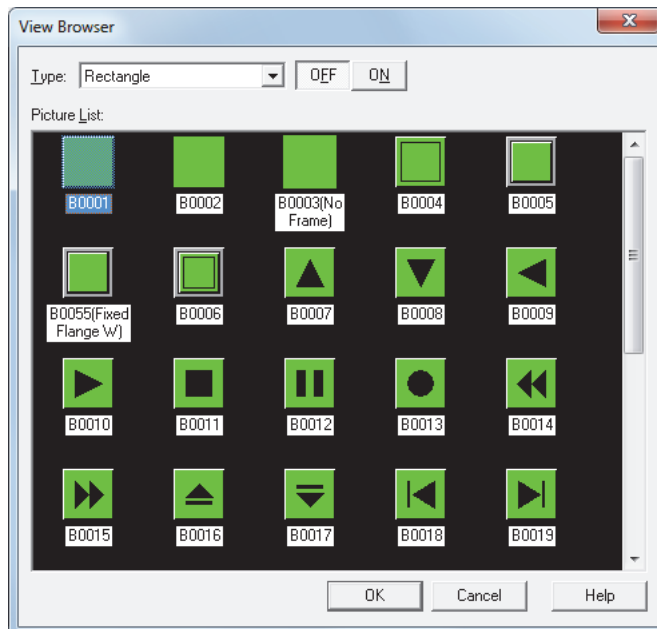 View Browser
Type: Rectangle OFF ON
Picture List:
B0001 B0002 B0003(No B0004 B0005
Frame)
B0055(Fixed B0006 B0007 B0008 B0009
Flange W)
B0010 B0011 B0012 B0013 B0014
B0015 B0016 B0017 B0018 B0019
OK Cancel Help